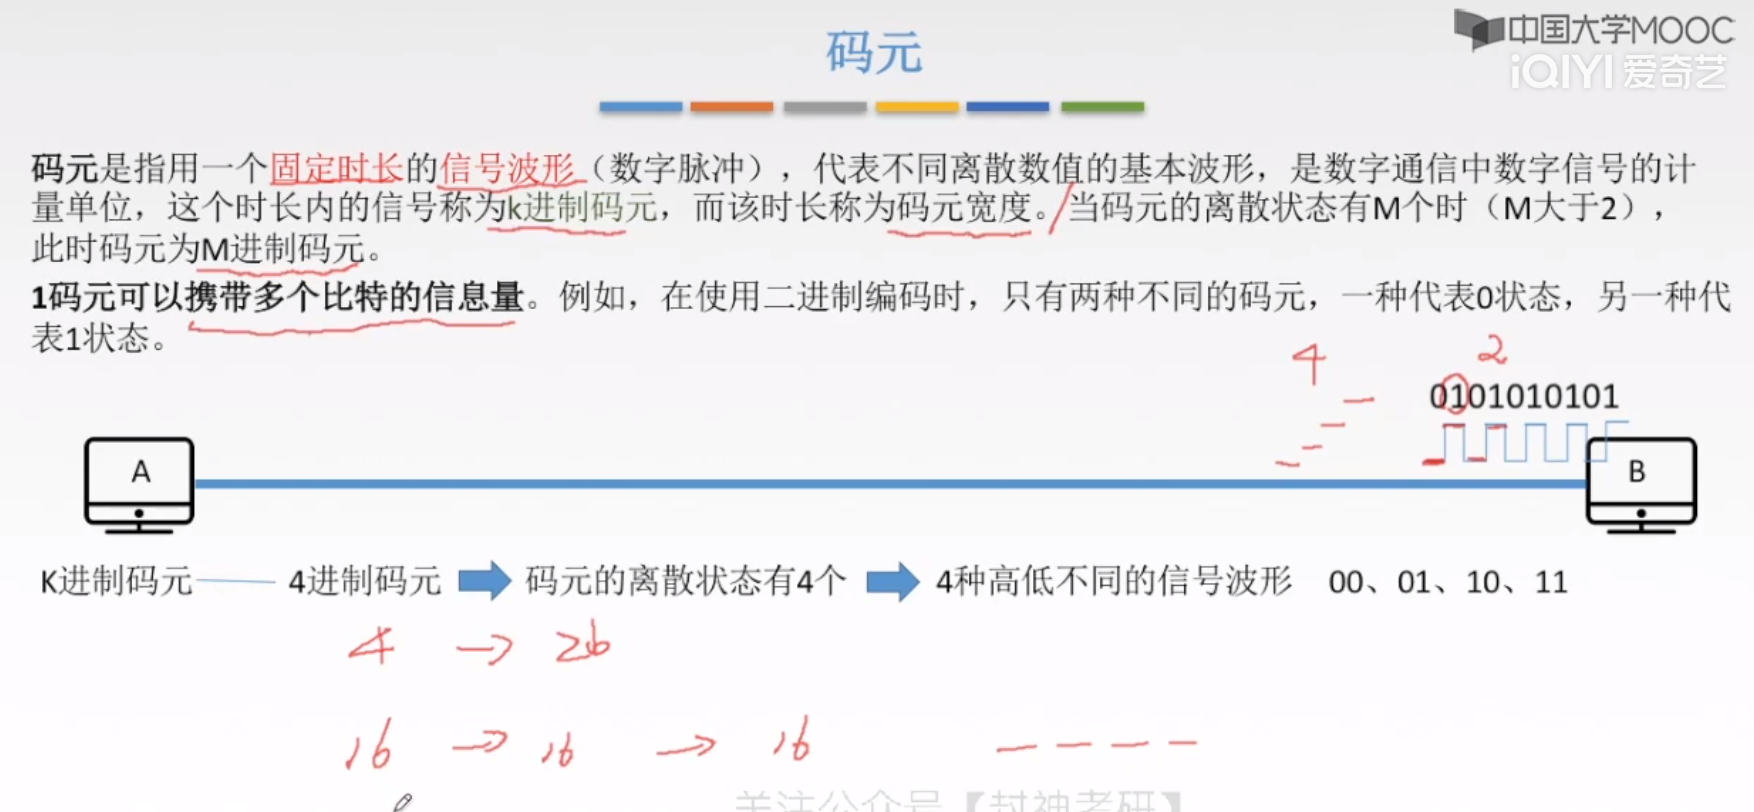 中国大学MOOC
iQIYI 爱奇艺
码元
码元是指用一个固定时长的信号波形（数字脉冲），代表不同离散数值的基本波形，是数字通信中数字信号的计
量单位，这个时长内的信号称为k进制码元，而该时长称为码元宽度。当码元的离散状态有M个时（M大于2），
此时码元为M进制码元。
1码元可以携带多个比特的信息量。例如，在使用二进制编码时，只有两种不同的码元，一种代表0状态，另一种代
表1状态。
4 2
0101010101
A B
K进制码元 4进制码元 码元的离散状态有4个 4种高低不同的信号波形 00、01、10、11
4 → 2b
16 → 16 → 16
关注公众号【封神考研】